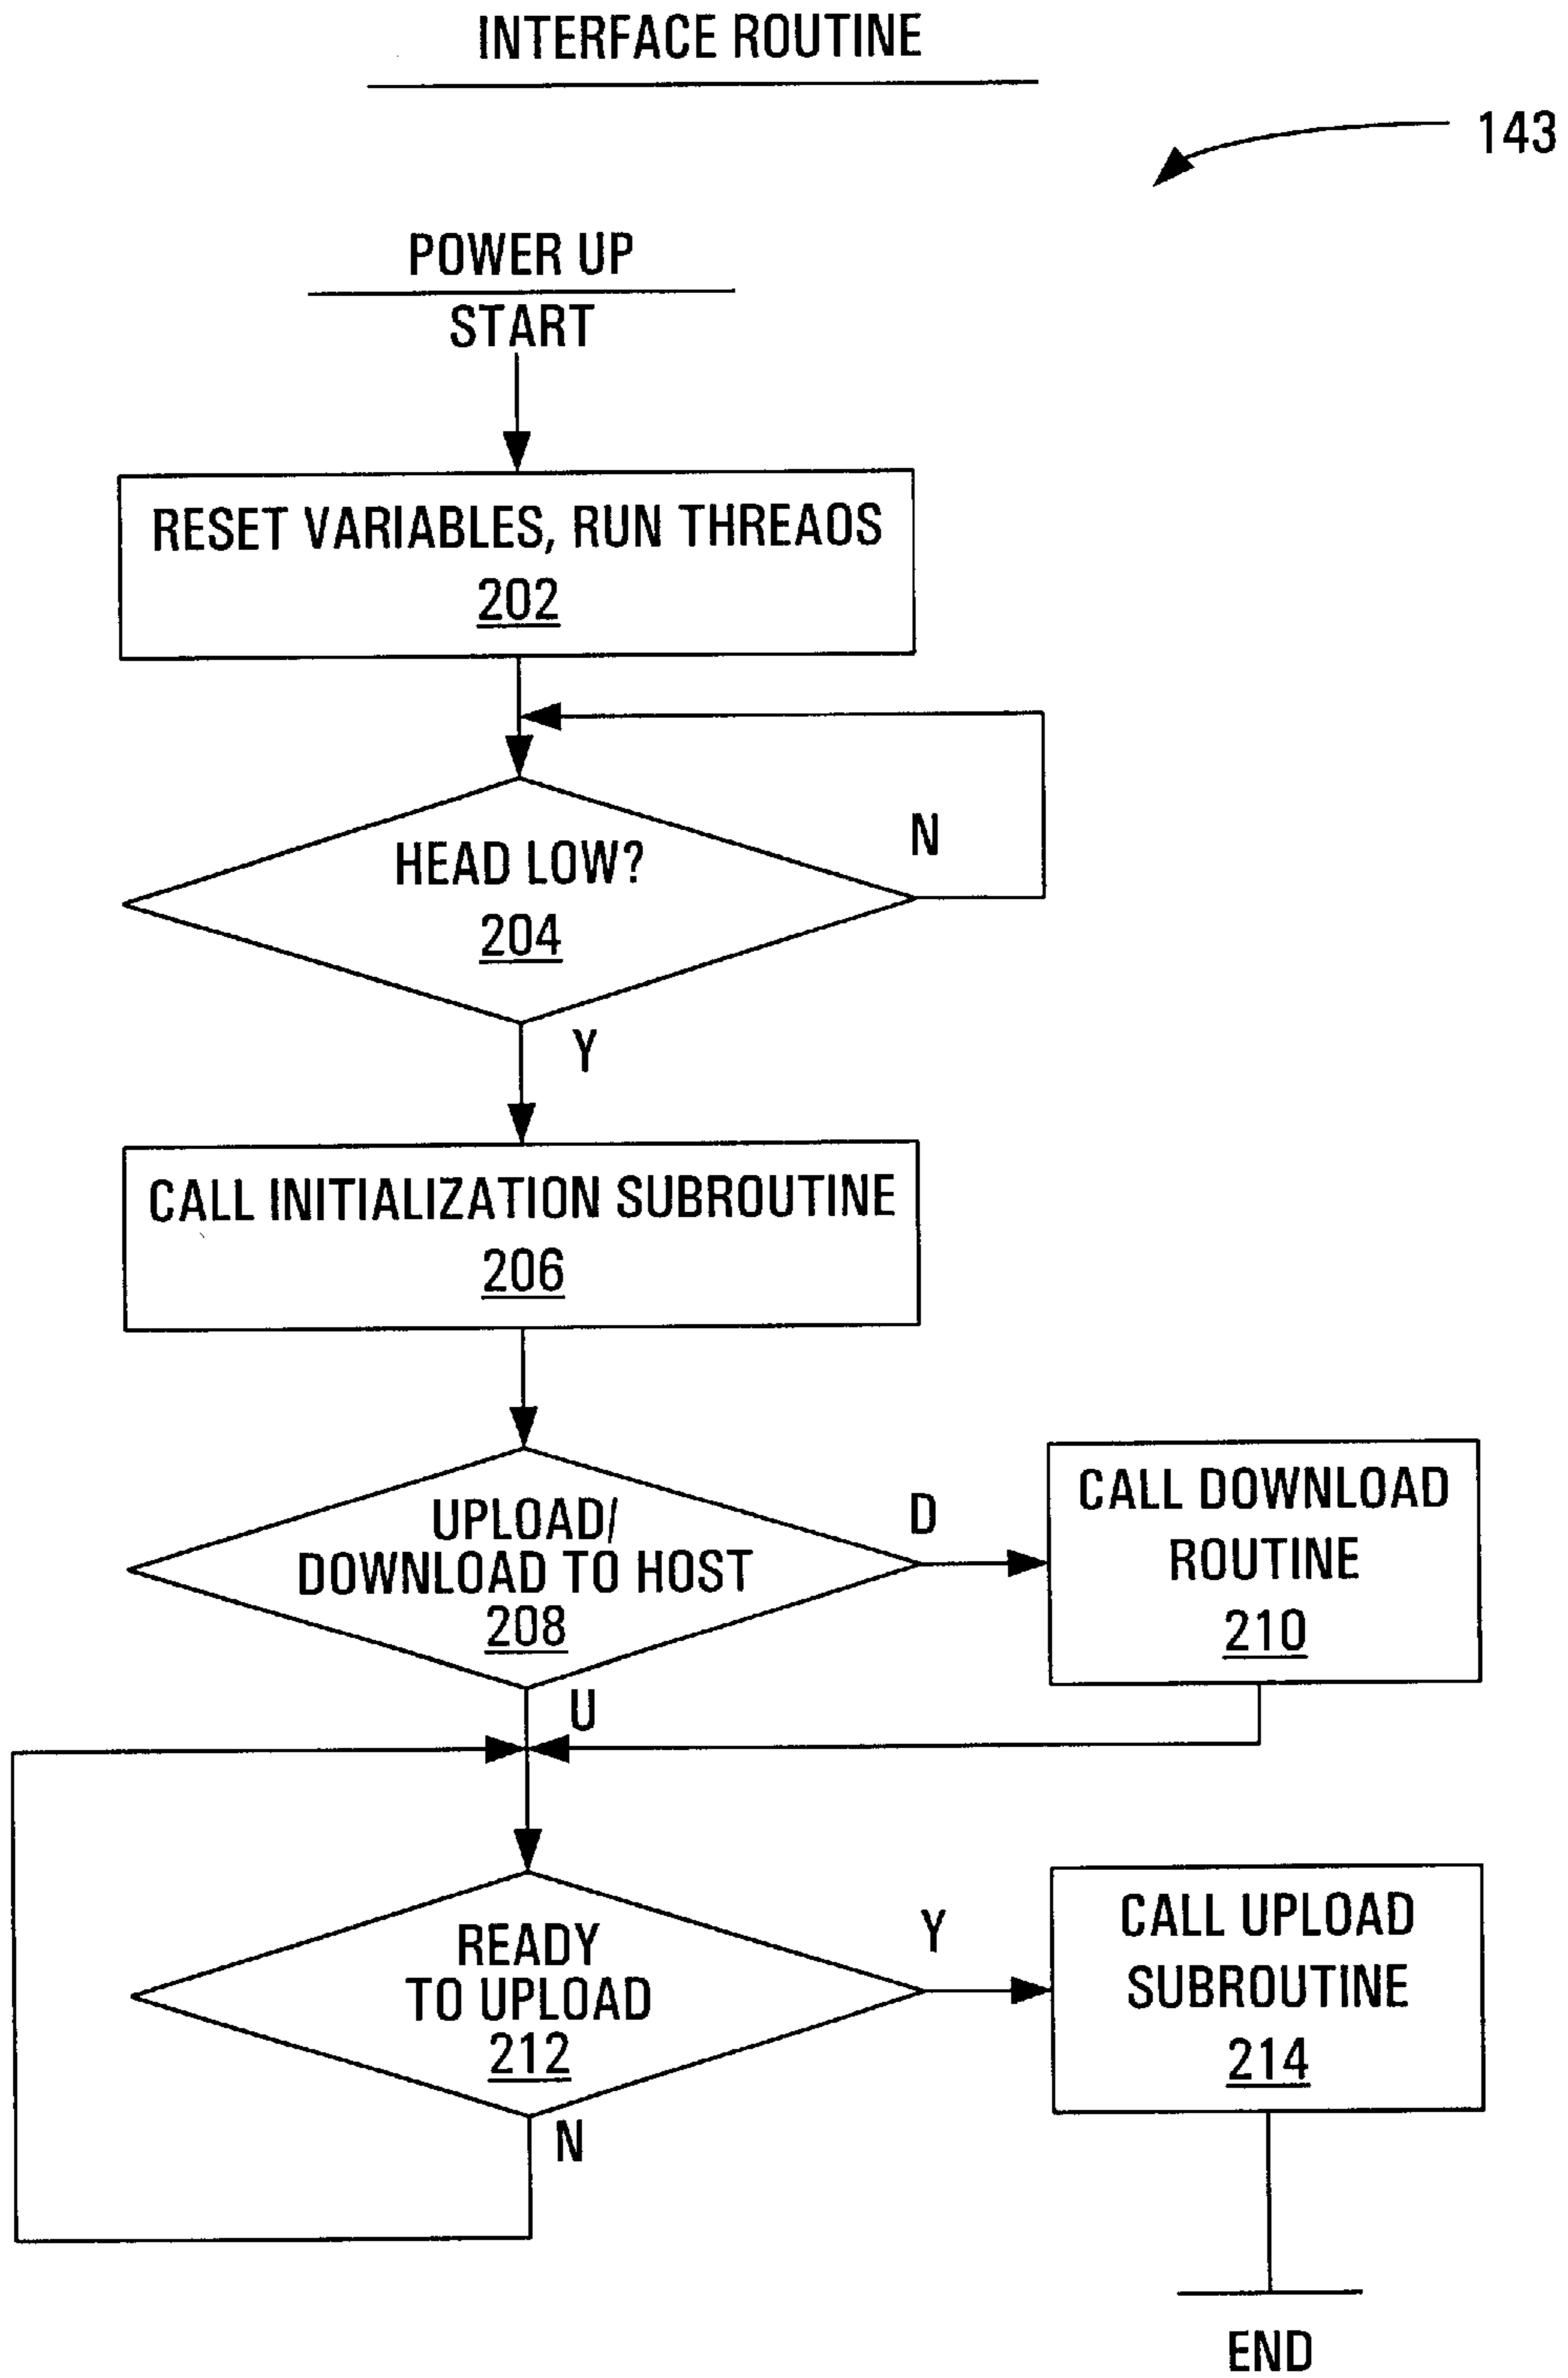 INTERFACE ROUTINE
143
POWER UP
START
RESET VARIABLES, RUN THREAOS
202
HEAD LOW?
204
N
Y
CALL INITIALIZATION SUBROUTINE
206
UPLOAD/
DOWNLOAD TO HOST
208
D
CALL DOWNLOAD
ROUTINE
210
U
READY
TO UPLOAD
212
Y
CALL UPLOAD
SUBROUTINE
214
N
END